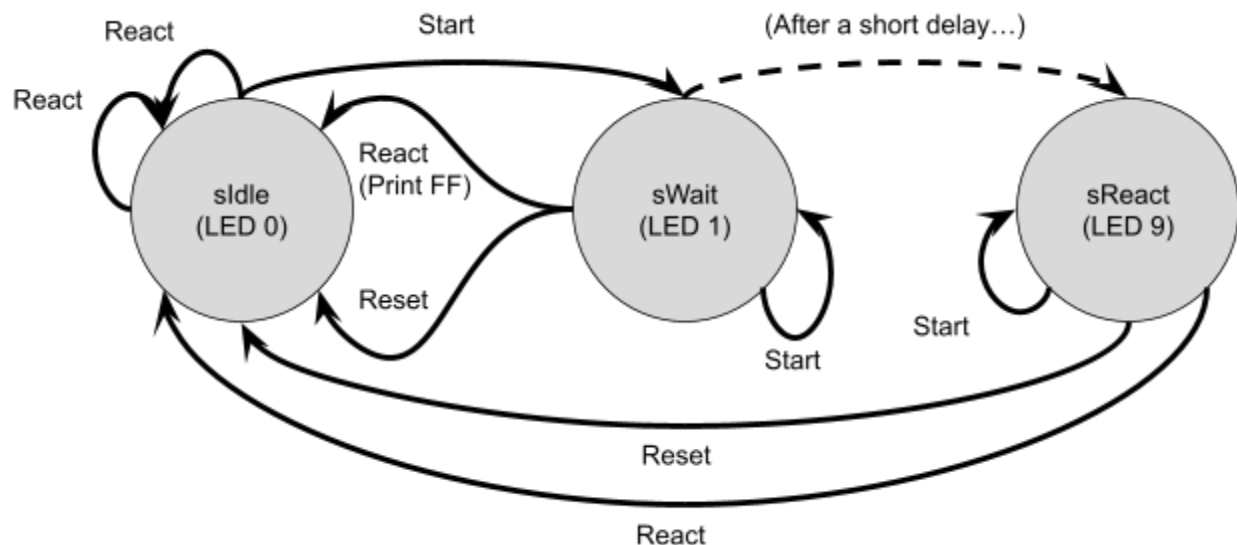 React
Start
(After a short delay…)
React
React
(Print FF)
sIdle
(LED 0)
sWait
(LED 1)
sReact
(LED 9)
Reset
Start
Start
Reset
React